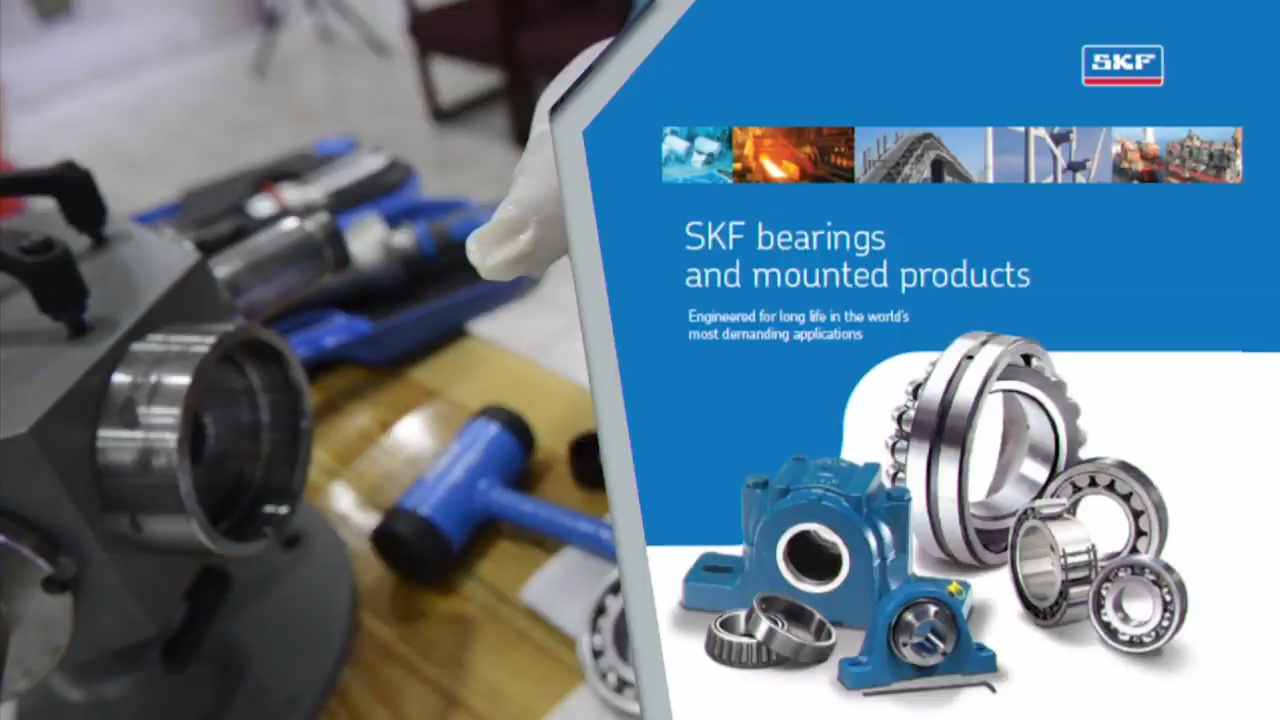 SKF
SKF bearings
and mounted products
Engineered for long life in the world's
most demanding applications